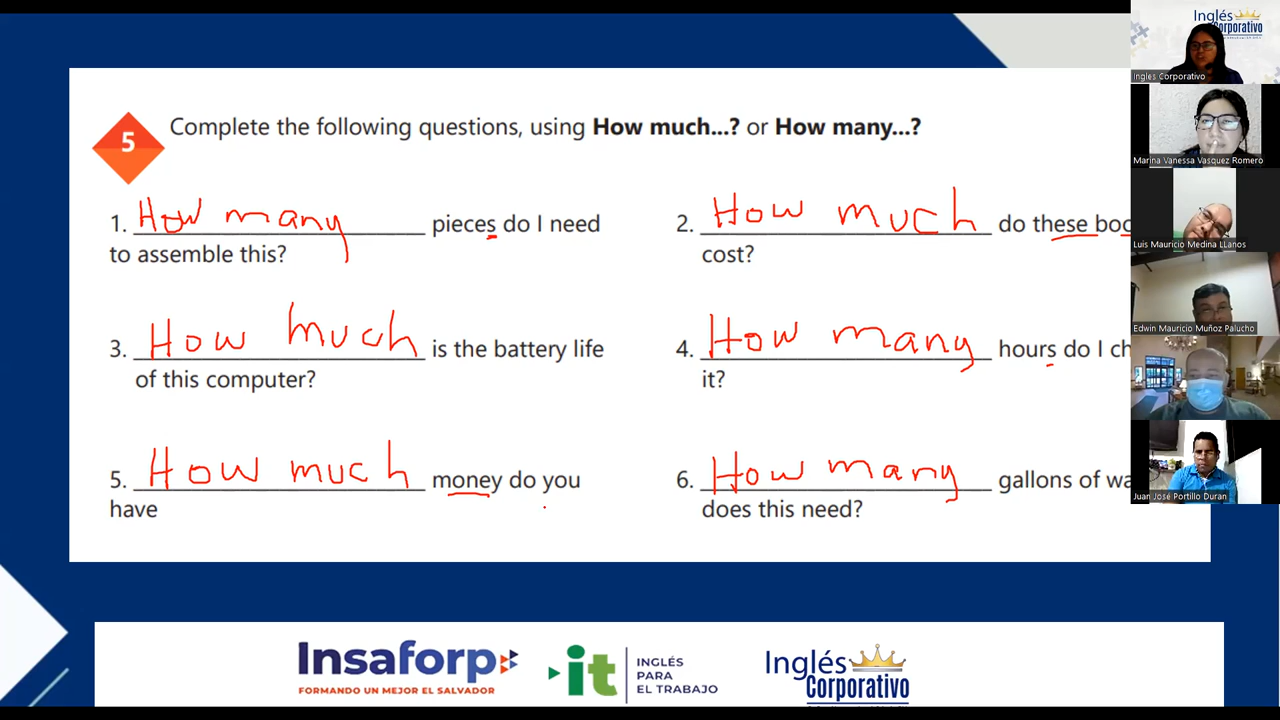 Inglés
Corporativo
Ingles Corporativo
Marina Vanessa Vasquez Romero
Luis Mauricio Medina LLanos
Edwin Mauricio Muñoz Palucho
Juan José Portillo Duran
5 Complete the following questions, using How much...? or How many...?
1. How many pieces do I need
to assemble this?
2. How much do these
cost?
3. How much is the battery life
of this computer?
4. How many hours do I
it?
5. How much money do you
have
6. How many gallons of
does this need?
Insaforp
FORMANDO UN MEJOR EL SALVADOR
it
INGLÉS
PARA
EL TRABAJO
Inglés
Corporativo